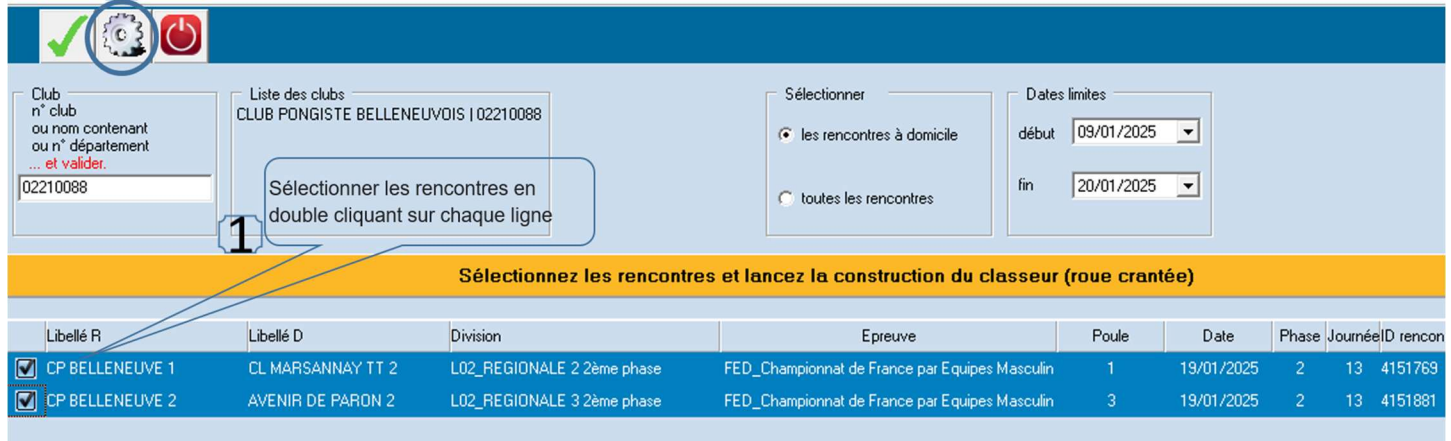 Club
n° club
ou nom contenant
ou n° département
... et valider.
02210088
Liste des clubs
CLUB PONGISTE BELLENEUVOIS | 02210088
Sélectionner
les rencontres à domicile
toutes les rencontres
Dates limites
début 09/01/2025
fin 20/01/2025
1
Sélectionner les rencontres en
double cliquant sur chaque ligne
Sélectionnez les rencontres et lancez la construction du classeur (roue crantée)
Libellé R Libellé D Division Epreuve Poule Date Phase Journée ID rencon
CP BELLENEUVE 1 CL MARSANNAY TT 2 L02_REGIONALE 2 2ème phase FED_Championnat de France par Equipes Masculin 1 19/01/2025 2 13 4151769
CP BELLENEUVE 2 AVENIR DE PARON 2 L02_REGIONALE 3 2ème phase FED_Championnat de France par Equipes Masculin 3 19/01/2025 2 13 4151881